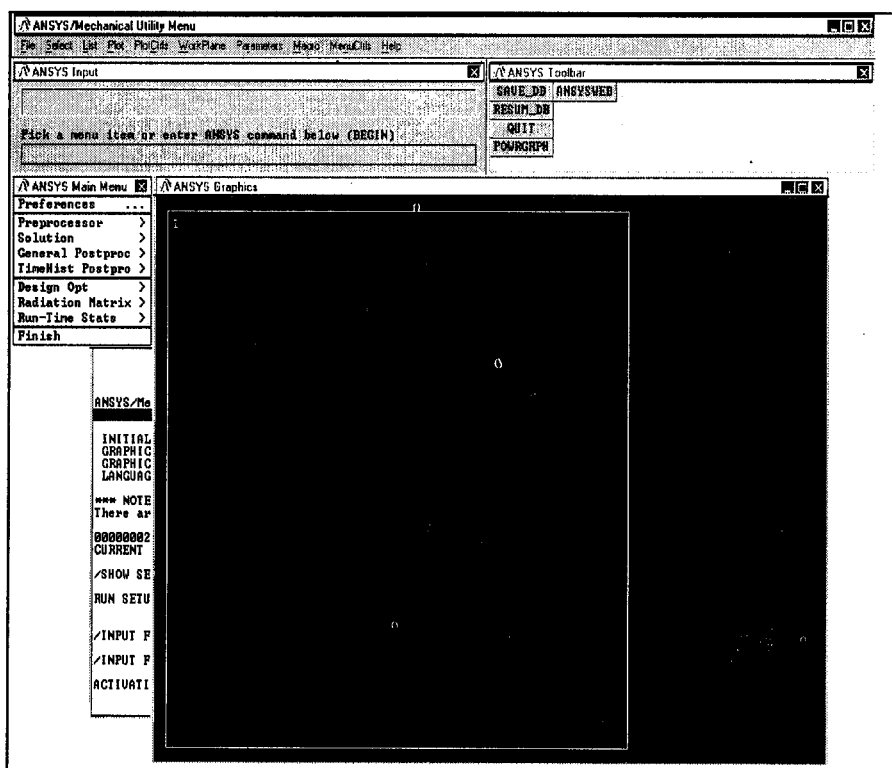 ANSYS/Mechanical Utility Menu
File Select List Plot PlotCtrls WorkPlane Parameters Macro MenuCtrls Help
ANSYS Input
Pick a menu item or enter ANSYS command below (BEGIN)
ANSYS Toolbar
SAVE_DB ANSYSWEB
RESUM_DB
QUIT
POWRGRPH
ANSYS Main Menu
Preferences ...
Preprocessor >
Solution >
General Postproc >
TimeHist Postpro >
Design Opt >
Radiation Matrix >
Run-Time Stats >
Finish
ANSYS Graphics
1
ANSYS/Me
INITIAL
GRAPHIC
GRAPHIC
LANGUAG
*** NOTE
There ar
00000002
CURRENT
/SHOW SE
RUN SETU
/INPUT F
/INPUT F
ACTIVATI